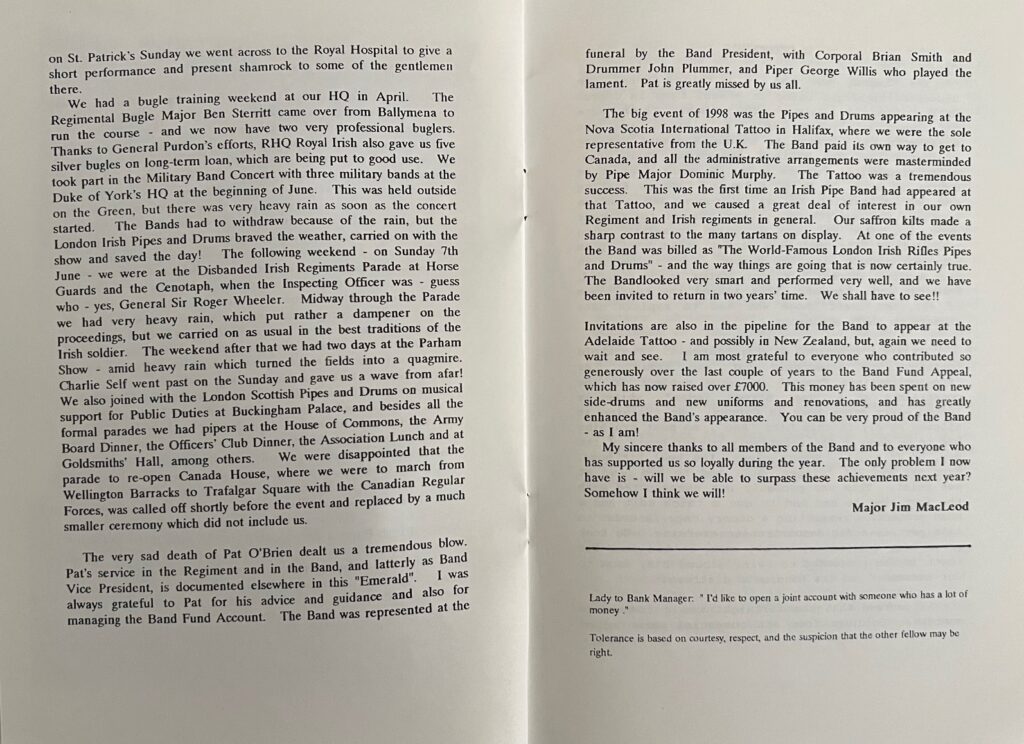 on St. Patrick's Sunday we went across to the Royal Hospital to give a
short performance and present shamrock to some of the gentlemen
there.
We had a bugle training weekend at our HQ in April. The
Regimental Bugle Major Ben Sterritt came over from Ballymena to
run the course - and we now have two very professional buglers.
Thanks to General Purdon's efforts, RHQ Royal Irish also gave us five
silver bugles on long-term loan, which are being put to good use. We
took part in the Military Band Concert with three military bands at the
Duke of York's HQ at the beginning of June. This was held outside
on the Green, but there was very heavy rain as soon as the concert
started. The Bands had to withdraw because of the rain, but the
London Irish Pipes and Drums braved the weather, carried on with the
show and saved the day! The following weekend - on Sunday 7th
June - we were at the Disbanded Irish Regiments Parade at Horse
Guards and the Cenotaph, when the Inspecting Officer was - guess
who - yes, General Sir Roger Wheeler. Midway through the Parade
we had very heavy rain, which put rather a dampener on the
proceedings, but we carried on as usual in the best traditions of the
Irish soldier. The weekend after that we had two days at the Parham
Show - amid heavy rain which turned the fields into a quagmire.
Charlie Self went past on the Sunday and gave us a wave from afar!
We also joined with the London Scottish Pipes and Drums on musical
support for Public Duties at Buckingham Palace, and besides all the
formal parades we had pipers at the House of Commons, the Army
Board Dinner, the Officers' Club Dinner, the Association Lunch and at
Goldsmiths' Hall, among others. We were disappointed that the
parade to re-open Canada House, where we were to march from
Wellington Barracks to Trafalgar Square with the Canadian Regular
Forces, was called off shortly before the event and replaced by a much
smaller ceremony which did not include us.
The very sad death of Pat O'Brien dealt us a tremendous blow.
Pat's service in the Regiment and in the Band, and latterly as Band
Vice President, is documented elsewhere in this "Emerald". I was
always grateful to Pat for his advice and guidance and also for
managing the Band Fund Account. The Band was represented at the
funeral by the Band President, with Corporal Brian Smith and
Drummer John Plummer, and Piper George Willis who played the
lament. Pat is greatly missed by us all.
The big event of 1998 was the Pipes and Drums appearing at the
Nova Scotia International Tattoo in Halifax, where we were the sole
representative from the U.K. The Band paid its own way to get to
Canada, and all the administrative arrangements were masterminded
by Pipe Major Dominic Murphy. The Tattoo was a tremendous
success. This was the first time an Irish Pipe Band had appeared at
that Tattoo, and we caused a great deal of interest in our own
Regiment and Irish regiments in general. Our saffron kilts made a
sharp contrast to the many tartans on display. At one of the events
the Band was billed as "The World-Famous London Irish Rifles Pipes
and Drums" - and the way things are going that is now certainly true.
The Bandlooked very smart and performed very well, and we have
been invited to return in two years' time. We shall have to see!!
Invitations are also in the pipeline for the Band to appear at the
Adelaide Tattoo - and possibly in New Zealand, but, again we need to
wait and see. I am most grateful to everyone who contributed so
generously over the last couple of years to the Band Fund Appeal,
which has now raised over £7000. This money has been spent on new
side-drums and new uniforms and renovations, and has greatly
enhanced the Band's appearance. You can be very proud of the Band
- as I am!
My sincere thanks to all members of the Band and to everyone who
has supported us so loyally during the year. The only problem I now
have is - will we be able to surpass these achievements next year?
Somehow I think we will!
Major Jim MacLeod
Lady to Bank Manager: " I'd like to open a joint account with someone who has a lot of
money ."
Tolerance is based on courtesy, respect, and the suspicion that the other fellow may be
right.